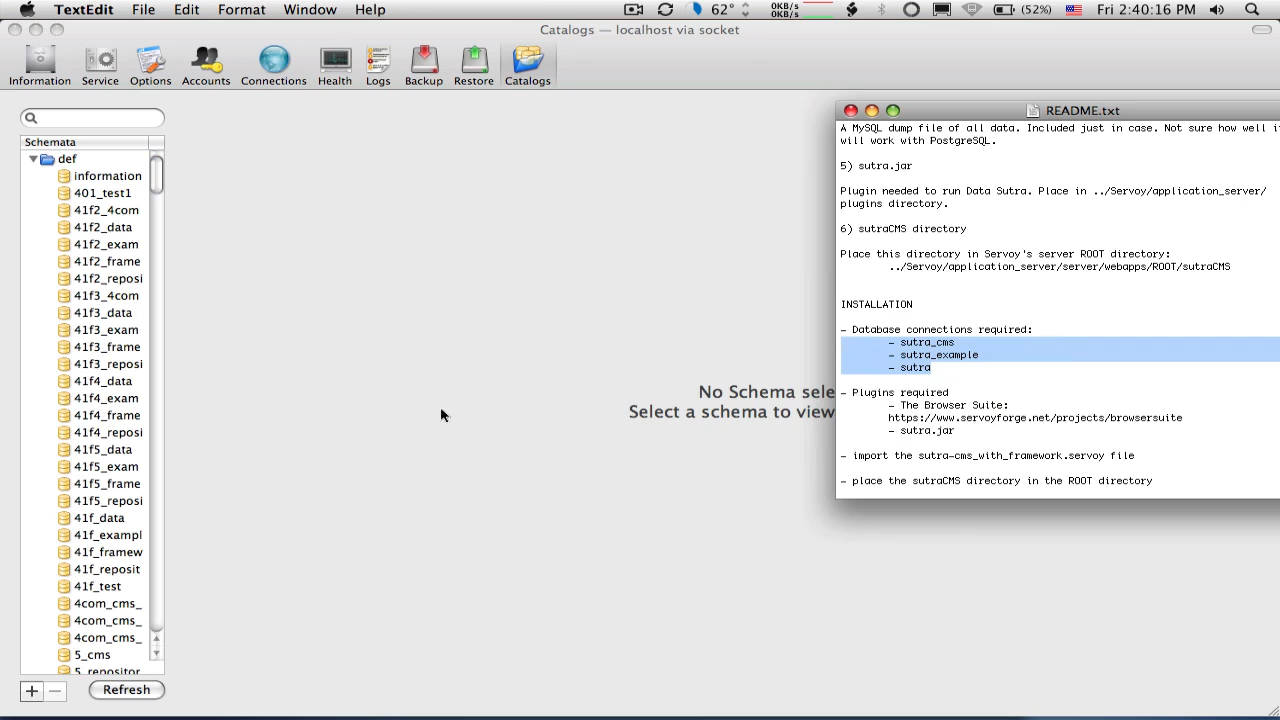 TextEdit File Edit Format Window Help 62° 0KB/s 0KB/s (52%) Fri 2:40:16 PM
Catalogs — localhost via socket
Information Service Options Accounts Connections Health Logs Backup Restore Catalogs
Schemata
def
information
401_test1
41f2_4com
41f2_data
41f2_exam
41f2_frame
41f2_reposi
41f3_4com
41f3_data
41f3_exam
41f3_frame
41f3_reposi
41f4_data
41f4_exam
41f4_frame
41f4_reposi
41f5_data
41f5_exam
41f5_frame
41f5_reposi
41f_data
41f_exampl
41f_framew
41f_reposit
41f_test
4com_cms_
4com_cms_
4com_cms_
5_cms
5_repositor
Refresh
No Schema sele
Select a schema to view
README.txt
A MySQL dump file of all data. Included just in case. Not sure how well i
will work with PostgreSQL.
5) sutra.jar
Plugin needed to run Data Sutra. Place in ../Servoy/application_server/
plugins directory.
6) sutraCMS directory
Place this directory in Servoy's server ROOT directory:
../Servoy/application_server/server/webapps/ROOT/sutraCMS
INSTALLATION
- Database connections required:
- sutra_cms
- sutra_example
- sutra
- Plugins required
- The Browser Suite:
https://www.servoyforge.net/projects/browsersuite
- sutra.jar
- import the sutra-cms_with_framework.servoy file
- place the sutraCMS directory in the ROOT directory